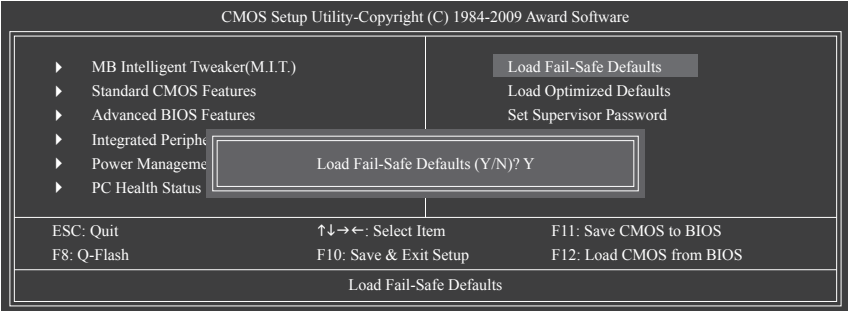 CMOS Setup Utility-Copyright (C) 1984-2009 Award Software
MB Intelligent Tweaker(M.I.T.)
Standard CMOS Features
Advanced BIOS Features
Integrated
Power
PC Health Status
Load Fail-Safe Defaults
Load Optimized Defaults
Set Supervisor Password
Load Fail-Safe Defaults (Y/N)? Y
ESC: Quit
↑↓→←: Select Item
F11: Save CMOS to BIOS
F8: Q-Flash
F10: Save & Exit Setup
F12: Load CMOS from BIOS
Load Fail-Safe Defaults